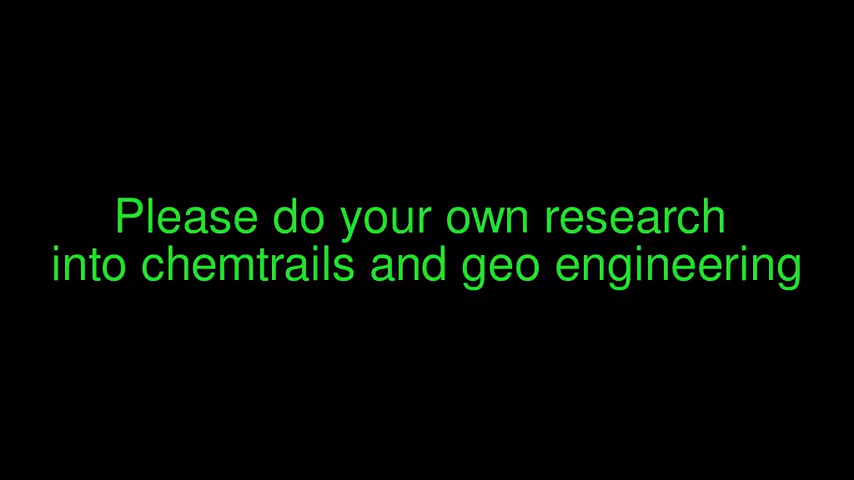 Please do your own research
into chemtrails and geo engineering